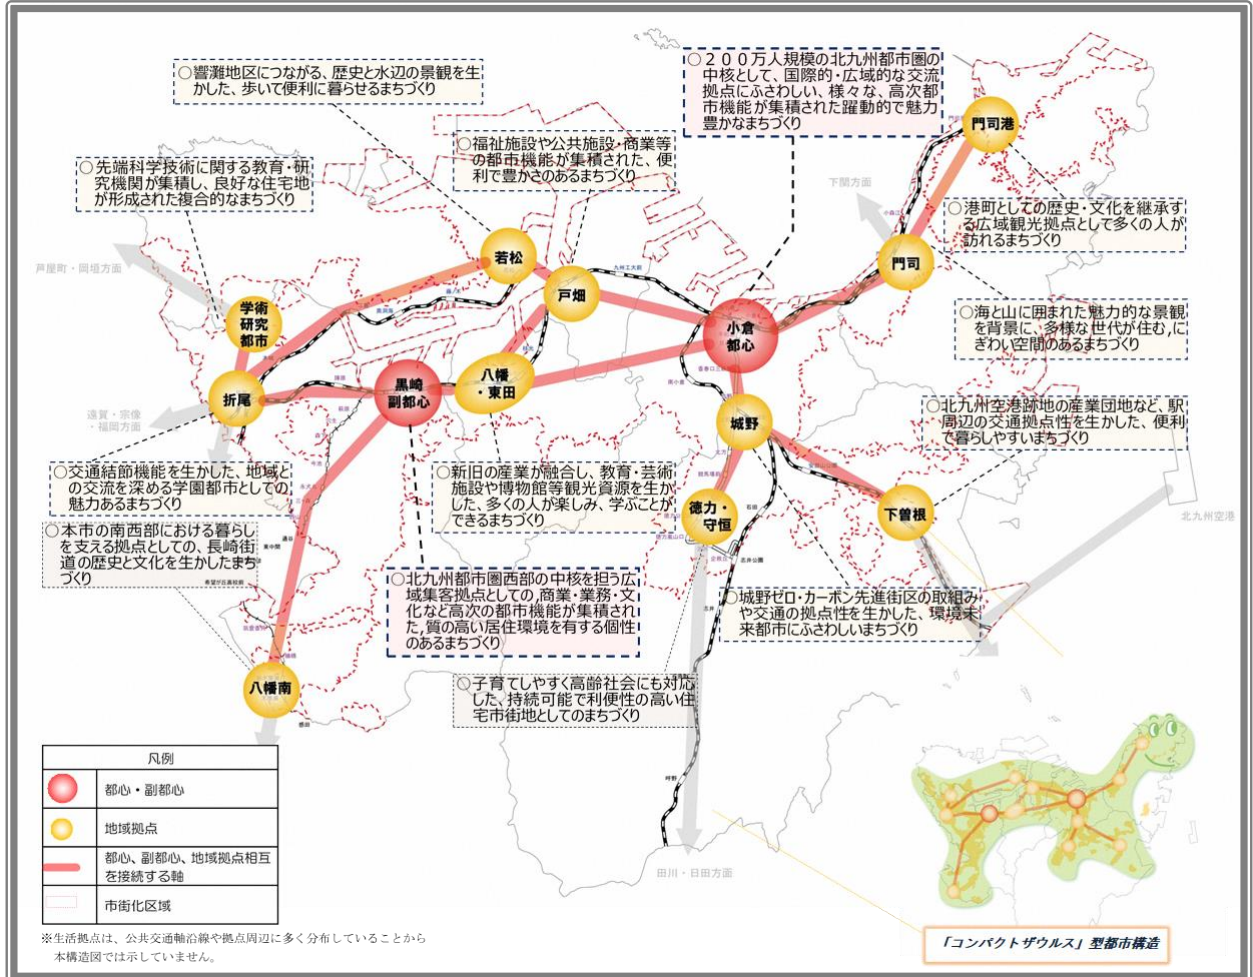 ○響灘地区につながる、歴史と水辺の景観を生
かした、歩いて便利に暮らせるまちづくり
○２００万人規模の北九州都市圏の
中核として、国際的・広域的な交流
拠点にふさわしい、様々な、高次都
市機能が集積された躍動的で魅力
豊かなまちづくり
○福祉施設や公共施設・商業等
の都市機能が集積された、便
利で豊かさのあるまちづくり
○先端科学技術に関する教育・研
究機関が集積し、良好な住宅地
が形成された複合的なまちづくり
門司港
下関方面
○港町としての歴史・文化を継承す
る広域観光拠点として多くの人が
訪れるまちづくり
芦屋町・岡垣方面
若松
門司
九州工大前
戸畑
学術
研究
都市
小倉
都心
○海と山に囲まれた魅力的な景観
を背景に、多様な世代が住む,に
ぎわい空間のあるまちづくり
南小倉
黒崎
副都心
八幡
・東田
折尾
遠賀・宗像
・福岡方面
城野
○北九州空港跡地の産業団地など、駅
周辺の交通拠点性を生かした、便利
で暮らしやすいまちづくり
○交通結節機能を生かした、地域と
の交流を深める学園都市としての
魅力あるまちづくり
○新旧の産業が融合し、教育・芸術
施設や博物館等観光資源を生か
した、多くの人が楽しみ、学ぶことが
できるまちづくり
徳力・
守恒
石田
下曽根
北九州空港
○本市の南西部における暮らし
を支える拠点としての、長崎街
道の歴史と文化を生かしたまち
づくり
東中間
通谷
希望が丘高校前
志井公園
○北九州都市圏西部の中核を担う広
域集客拠点としての,商業・業務・文
化など高次の都市機能が集積され
た,質の高い居住環境を有する個性
のあるまちづくり
○城野ゼロ・カーボン先進街区の取組み
や交通の拠点性を生かした、環境未
来都市にふさわしいまちづくり
志井
○子育てしやすく高齢社会にも対応
した、持続可能で利便性の高い住
宅市街地としてのまちづくり
八幡南
感田
呼野
田川・日田方面
凡例
都心・副都心
地域拠点
都心、副都心、地域拠点相互
を接続する軸
市街化区域
※生活拠点は、公共交通軸沿線や拠点周辺に多く分布していることから
本構造図では示していません。
「コンパクトザウルス」型都市構造